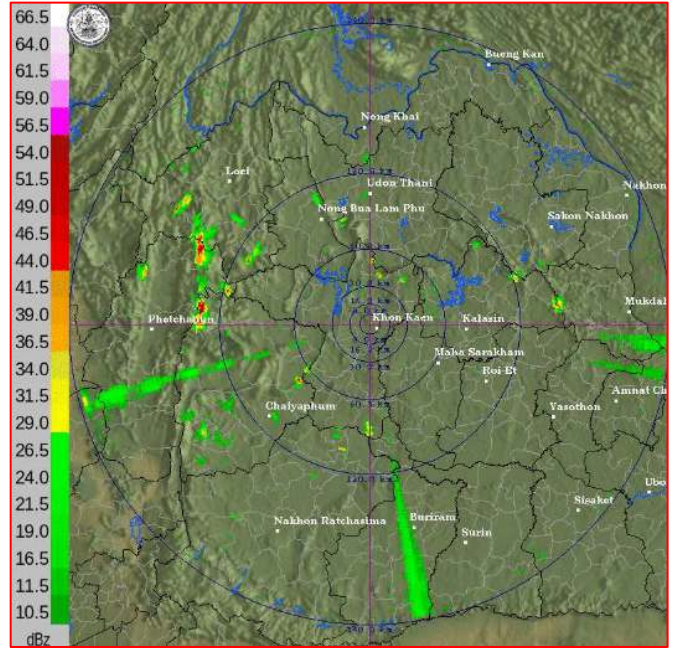 66.5
64.0
61.5
59.0
56.5
54.0
51.5
49.0
46.5
44.0
41.5
39.0
36.5
34.0
31.5
29.0
26.5
24.0
21.5
19.0
16.5
14.0
10.5
dBz
Bueng Kan
Nong Khai
Loei
Udon Thani
Nakhon
Nong Bua Lam Phu
Sakon Nakhon
Mukdah
Phetchabun
Khon Kaen
Kalasin
Maha Sarakham
Roi-Et
Chaiyaphum
Yasothon
Amnat Ch
Ubo
Nakhon Ratchasima
Buriram
Surin
Sisaket